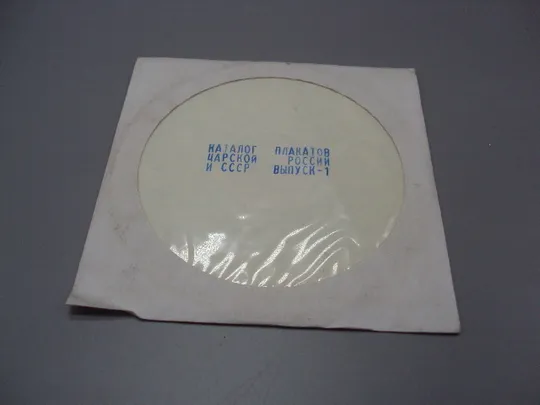 КАТАЛОГ ПЛАКАТОВ
ЦАРСКОЙ РОССИИ
И СССР ВЫПУСК-1